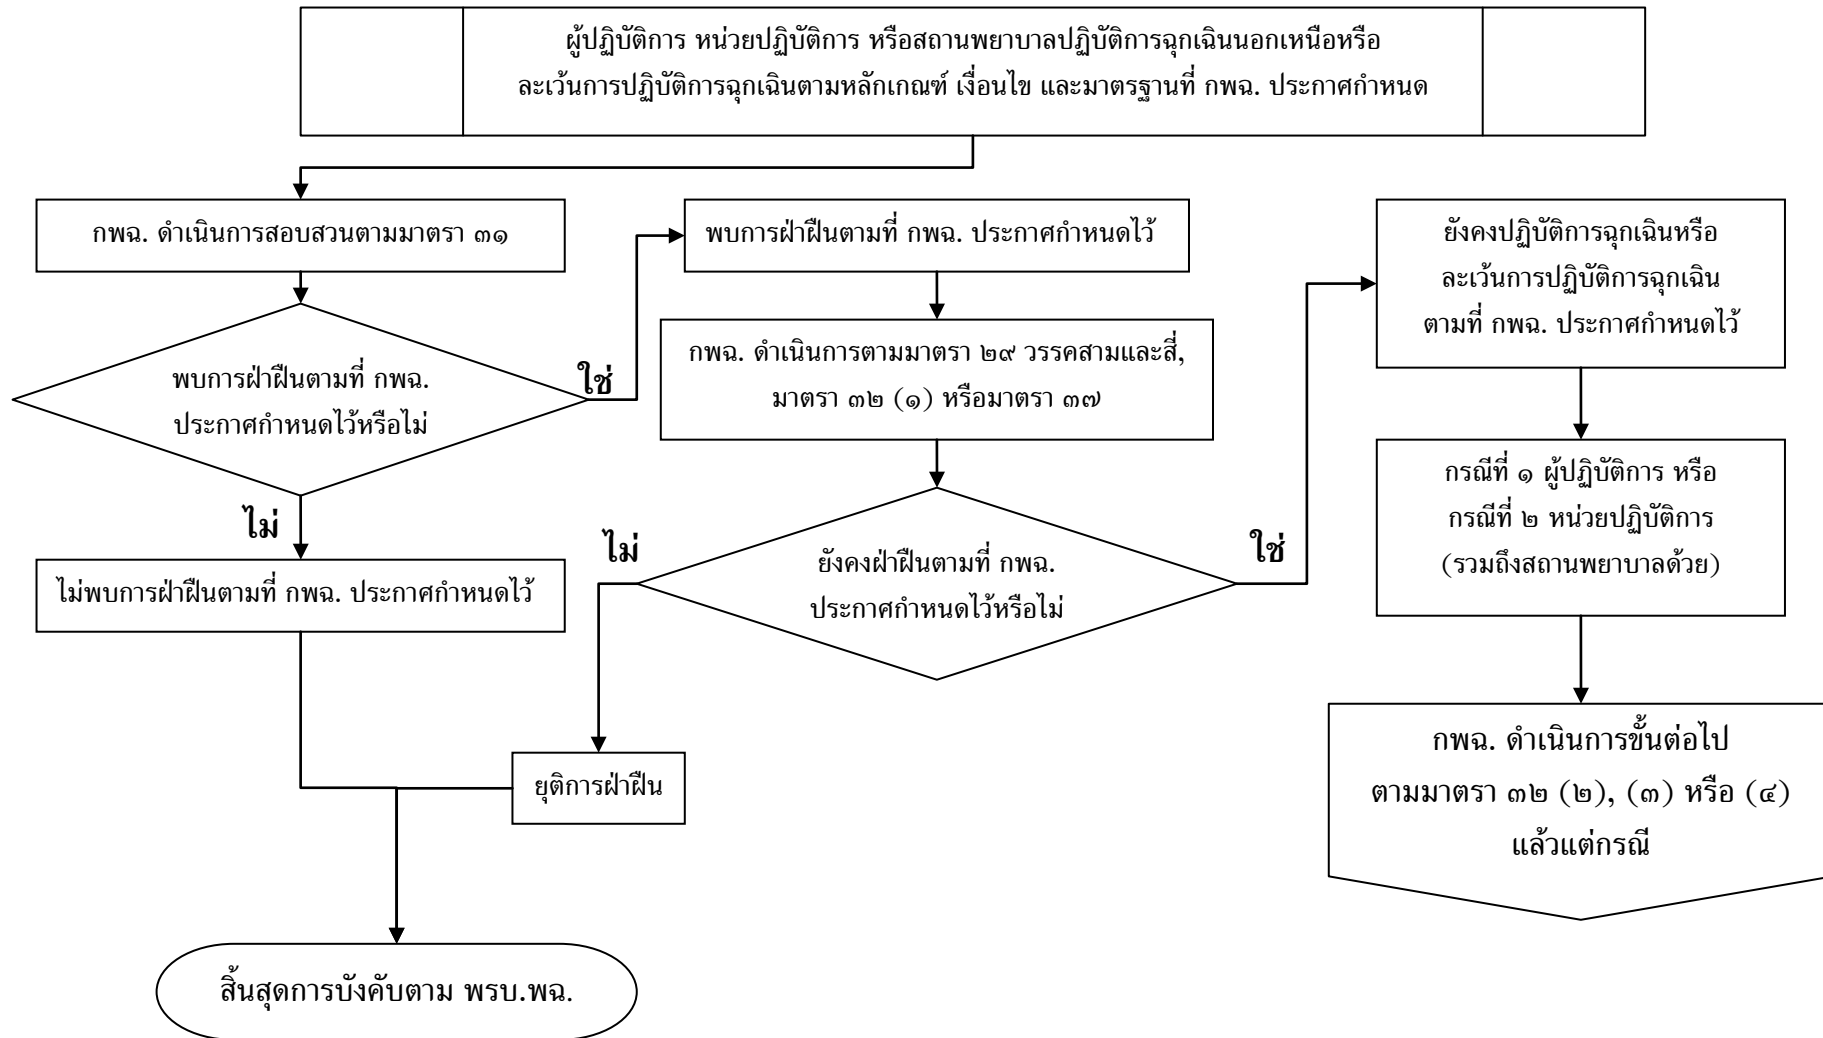 ผู้ปฏิบัติการ หน่วยปฏิบัติการ หรือสถานพยาบาลปฏิบัติการฉุกเฉินนอกเหนือหรือ
ละเว้นการปฏิบัติการฉุกเฉินตามหลักเกณฑ์ เงื่อนไข และมาตรฐานที่ กพฉ. ประกาศกำหนด
กพฉ. ดำเนินการสอบสวนตามมาตรา ๓๑
พบการฝ่าฝืนตามที่ กพฉ.
ประกาศกำหนดไว้หรือไม่
ใช่
ไม่
ไม่พบการฝ่าฝืนตามที่ กพฉ. ประกาศกำหนดไว้
พบการฝ่าฝืนตามที่ กพฉ. ประกาศกำหนดไว้
กพฉ. ดำเนินการตามมาตรา ๒๙ วรรคสามและสี่,
มาตรา ๓๒ (๑) หรือมาตรา ๓๗
ยังคงฝ่าฝืนตามที่ กพฉ.
ประกาศกำหนดไว้หรือไม่
ไม่
ใช่
ยุติการฝ่าฝืน
สิ้นสุดการบังคับตาม พรบ.พฉ.
ยังคงปฏิบัติการฉุกเฉินหรือ
ละเว้นการปฏิบัติการฉุกเฉิน
ตามที่ กพฉ. ประกาศกำหนดไว้
กรณีที่ ๑ ผู้ปฏิบัติการ หรือ
กรณีที่ ๒ หน่วยปฏิบัติการ
(รวมถึงสถานพยาบาลด้วย)
กพฉ. ดำเนินการขั้นต่อไป
ตามมาตรา ๓๒ (๒), (๓) หรือ (๔)
แล้วแต่กรณี